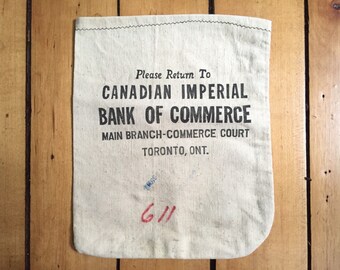 Please Return To
CANADIAN IMPERIAL
BANK OF COMMERCE
MAIN BRANCH-COMMERCE COURT
TORONTO, ONT.
611